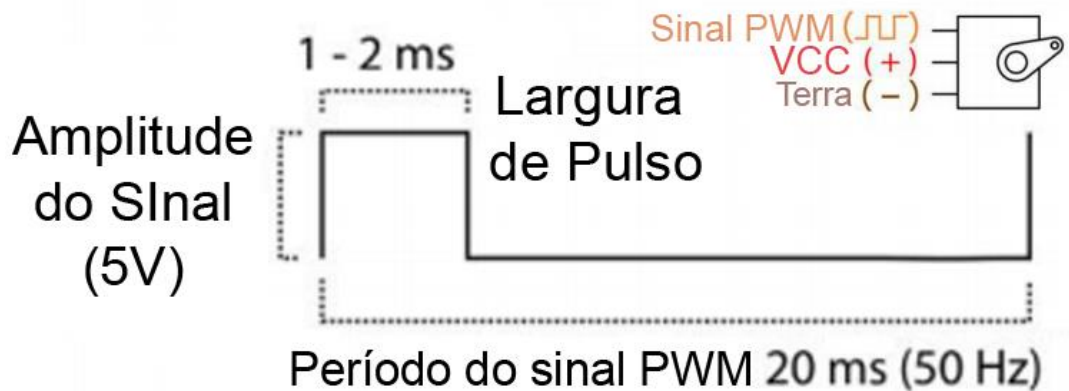 Sinal PWM ( )
VCC (+)
Terra (−)
1 - 2 ms
Largura
de Pulso
Amplitude
do SInal
(5V)
Período do sinal PWM 20 ms (50 Hz)